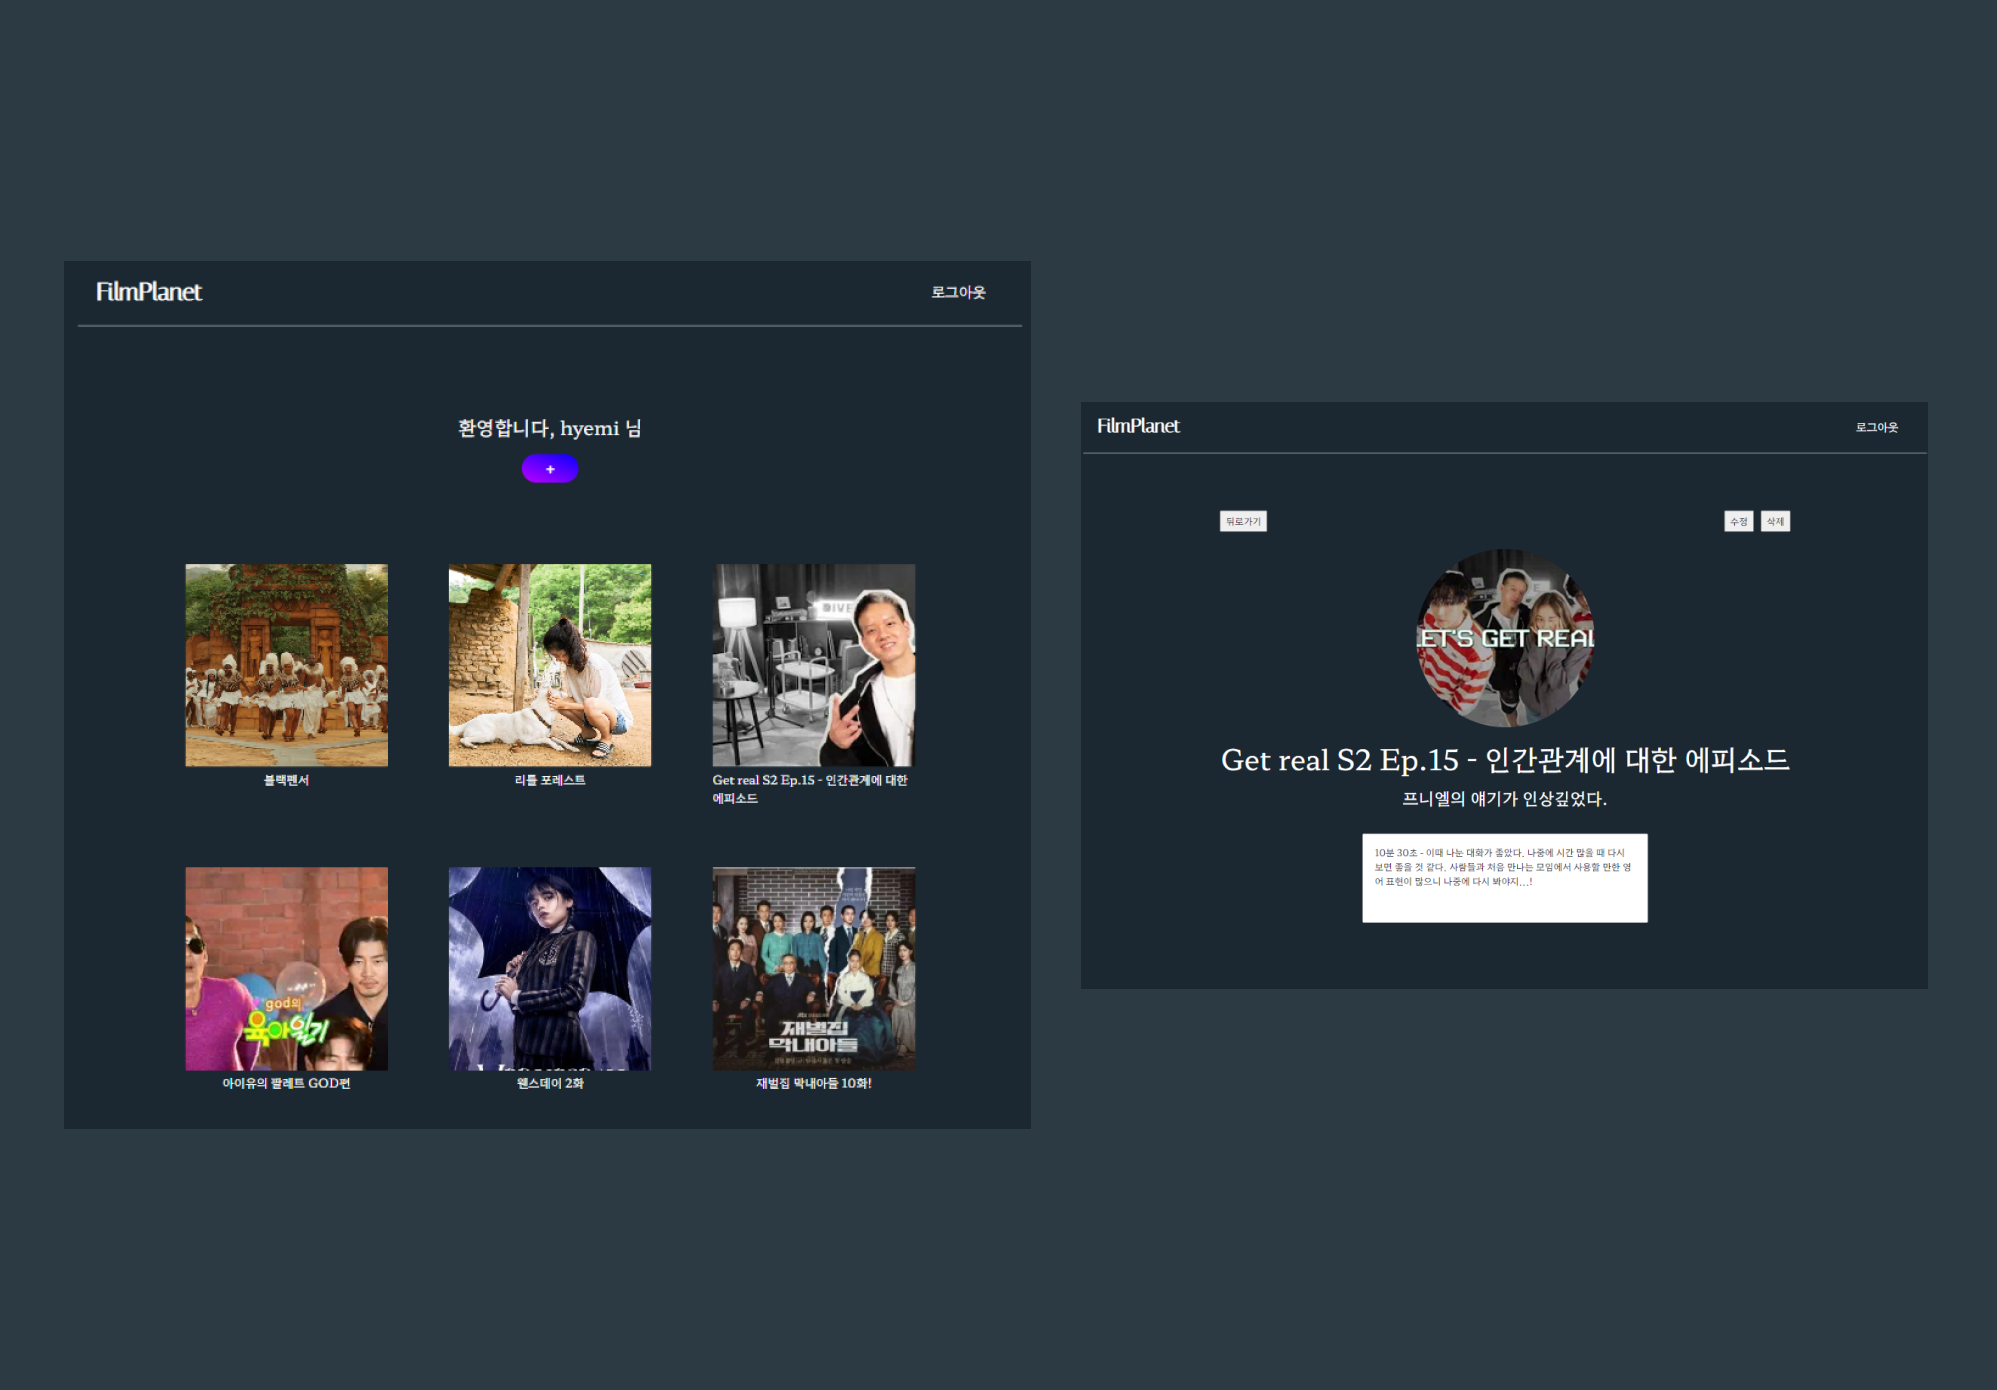 FilmPlanet
로그아웃
환영합니다, hyemi 님
+
DIVE
블랙펜서
리틀 포레스트
Get real S2 Ep.15 - 인간관계에 대한
에피소드
god의
육아일기
재벌집
막내아들
아이유의 팔레트 GOD편
웬스데이 2화
재벌집 막내아들 10화!
FilmPlanet
로그아웃
뒤로가기
수정
삭제
LET'S GET REAL
Get real S2 Ep.15 - 인간관계에 대한 에피소드
프니엘의 얘기가 인상깊었다.
10분 30초 - 이때 나눈 대화가 좋았다. 나중에 시간 많을 때 다시
보면 좋을 것 같다. 사람들과 처음 만나는 모임에서 사용할 만한 영
어 표현이 많으니 나중에 다시 봐야지...!